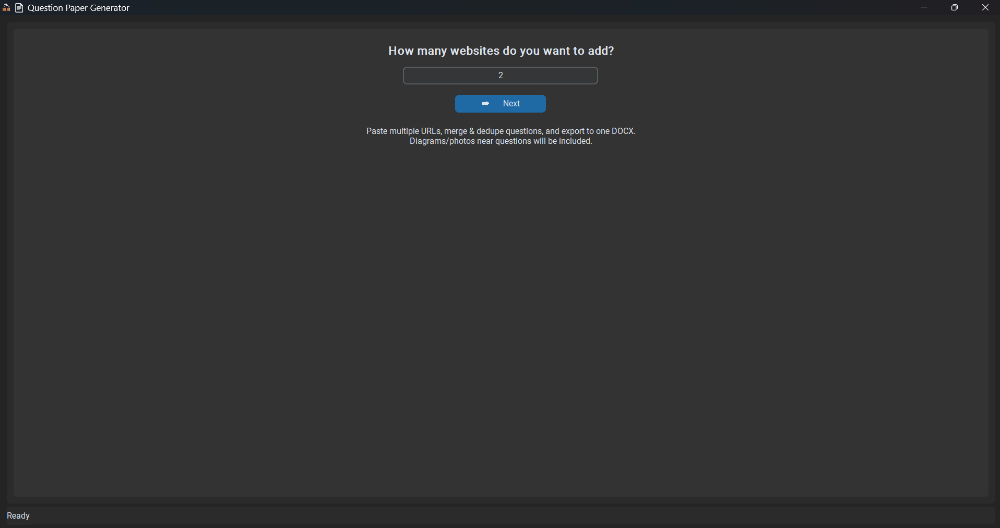 Question Paper Generator
How many websites do you want to add?
2
Next
Paste multiple URLs, merge & dedupe questions, and export to one DOCX.
Diagrams/photos near questions will be included.
Ready